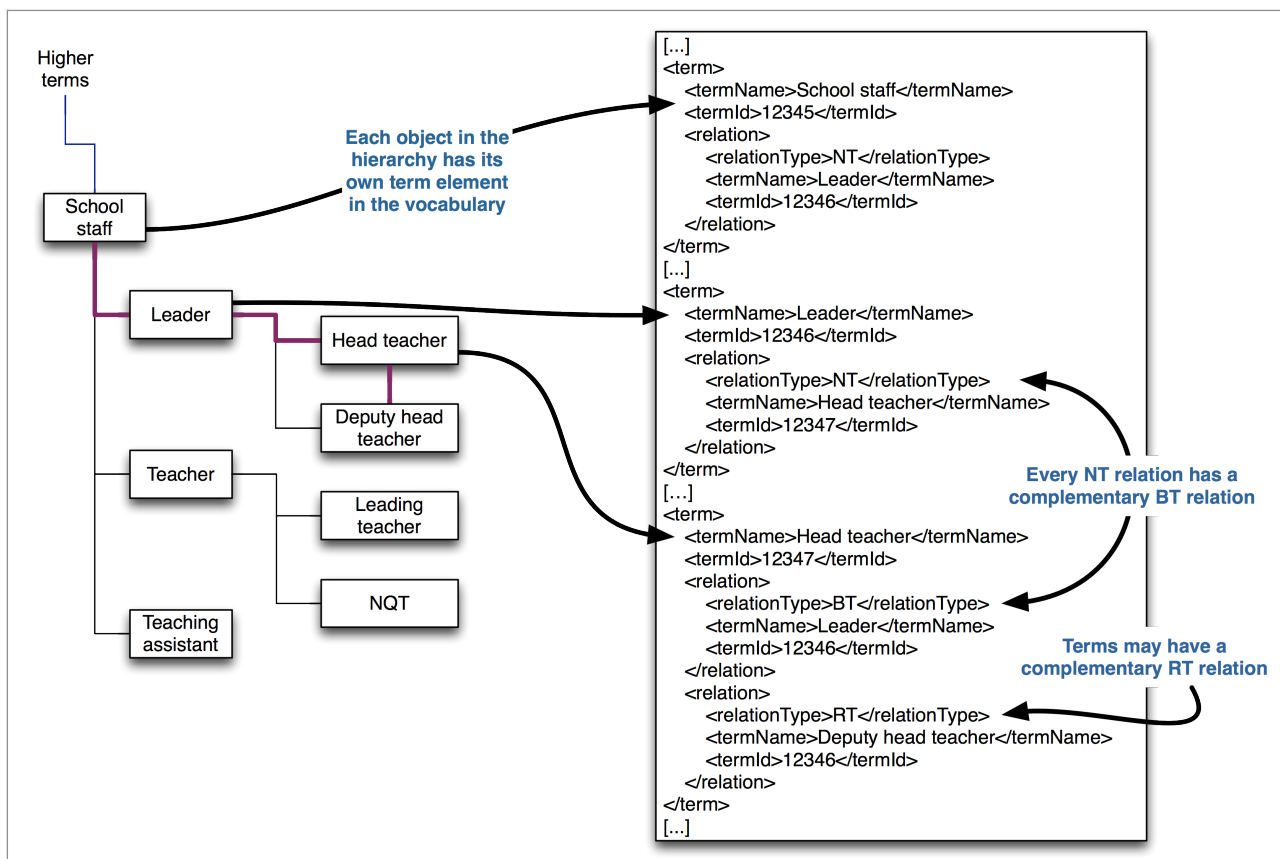 Higher
terms
School
staff
Leader
Head teacher
Deputy head
teacher
Teacher
Leading
teacher
NQT
Teaching
assistant
Each object in the
hierarchy has its
own term element
in the vocabulary
[...]
<term>
<termName>School staff</termName>
<termId>12345</termId>
<relation>
<relationType>NT</relationType>
<termName>Leader</termName>
<termId>12346</termId>
</relation>
</term>
[...]
<term>
<termName>Leader</termName>
<termId>12346</termId>
<relation>
<relationType>NT</relationType>
<termName>Head teacher</termName>
<termId>12347</termId>
</relation>
</term>
[...]
<term>
<termName>Head teacher</termName>
<termId>12347</termId>
<relation>
<relationType>BT</relationType>
<termName>Leader</termName>
<termId>12346</termId>
</relation>
<relation>
<relationType>RT</relationType>
<termName>Deputy head teacher</termName>
<termId>12346</termId>
</relation>
</term>
[...]
Every NT relation has a
complementary BT relation
Terms may have a
complementary RT relation